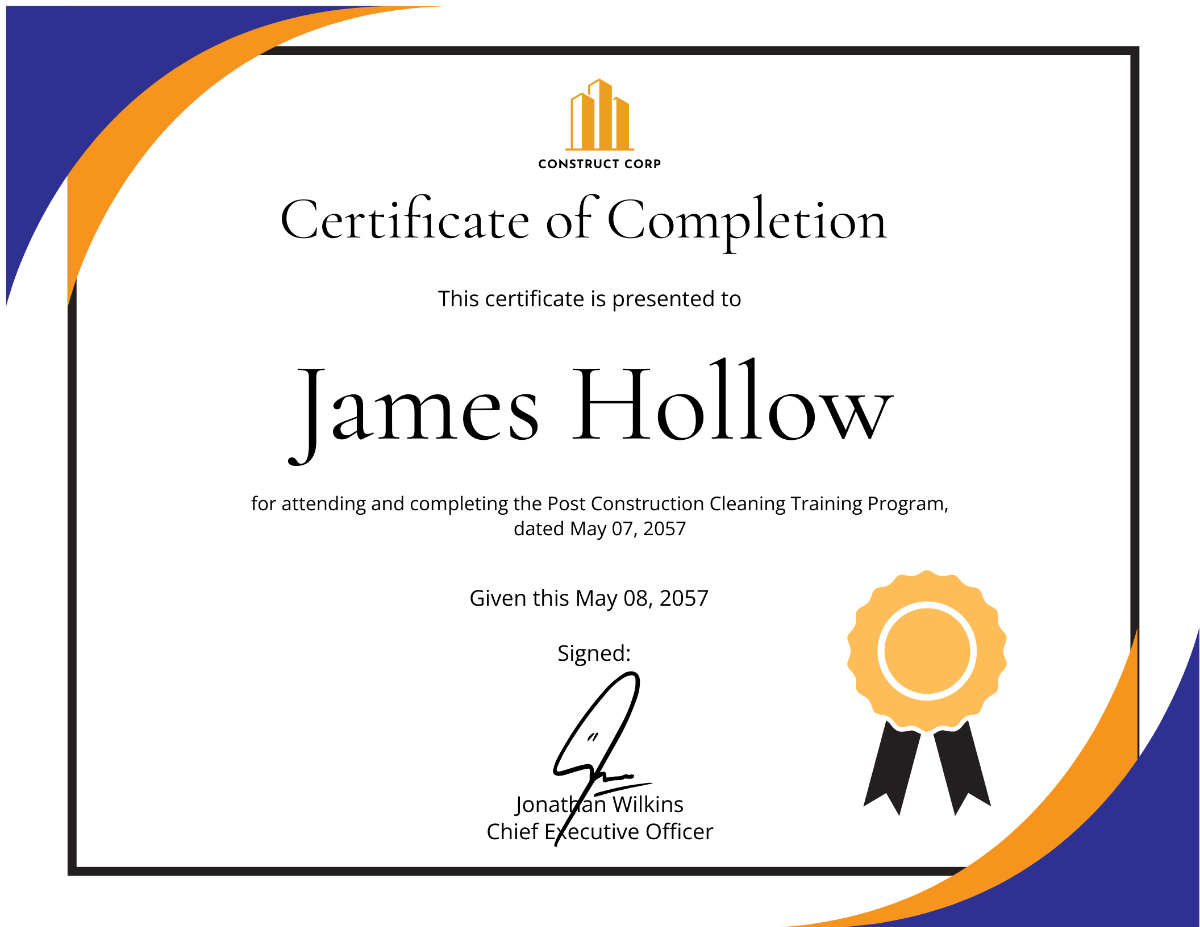 CONSTRUCT CORP
Certificate of Completion
This certificate is presented to
James Hollow
for attending and completing the Post Construction Cleaning Training Program,
dated May 07, 2057
Given this May 08, 2057
Signed:
Jonathan Wilkins
Chief Executive Officer